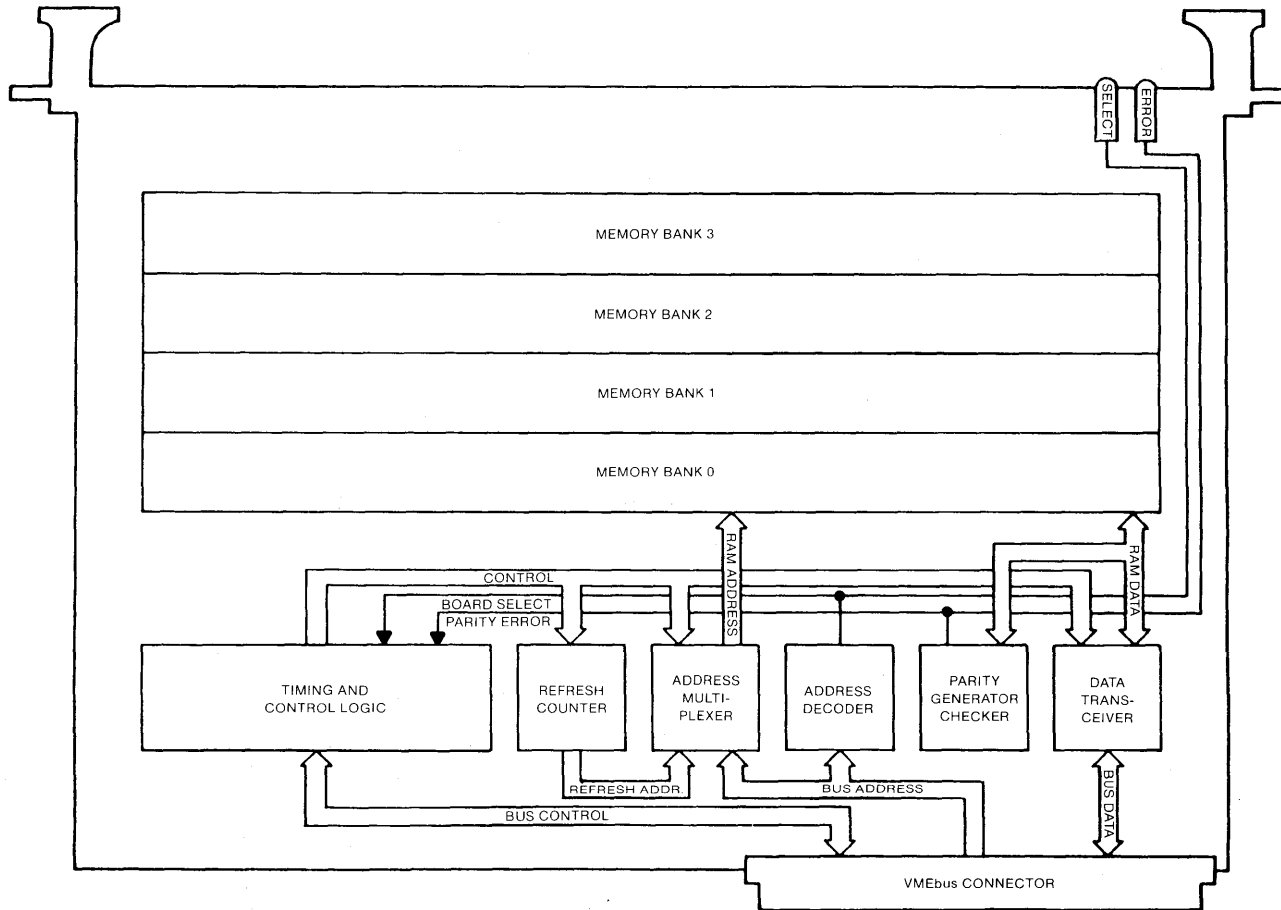 SELECT
ERROR
MEMORY BANK 3
MEMORY BANK 2
MEMORY BANK 1
MEMORY BANK 0
RAM ADDRESS
RAM DATA
CONTROL
BOARD SELECT
PARITY ERROR
TIMING AND
CONTROL LOGIC
REFRESH
COUNTER
ADDRESS
MULTI-
PLEXER
ADDRESS
DECODER
PARITY
GENERATOR
CHECKER
DATA
TRANS-
CEIVER
REFRESH ADDR.
BUS ADDRESS
BUS DATA
BUS CONTROL
VMEbus CONNECTOR